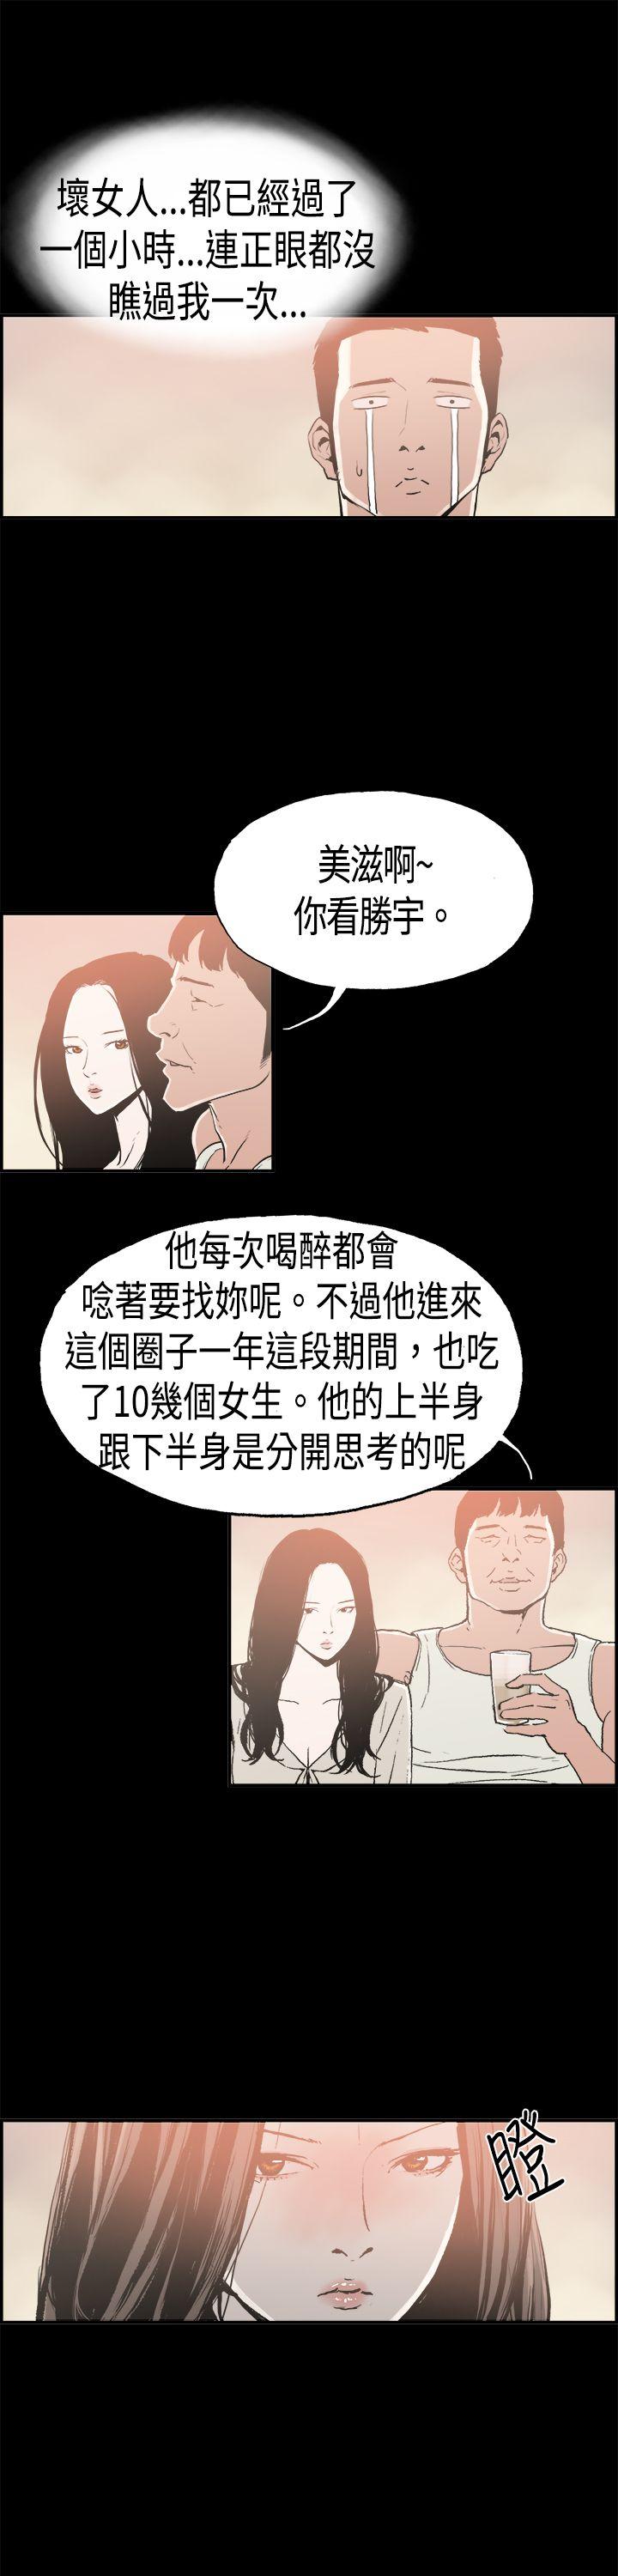 壞女人...都已經過了
一個小時...連正眼都沒
瞧過我一次...
美滋啊~
你看勝宇。
他每次喝醉都會
唸著要找妳呢。不過他進來
這個圈子一年這段期間，也吃
了10幾個女生。他的上半身
跟下半身是分開思考的呢
瞪